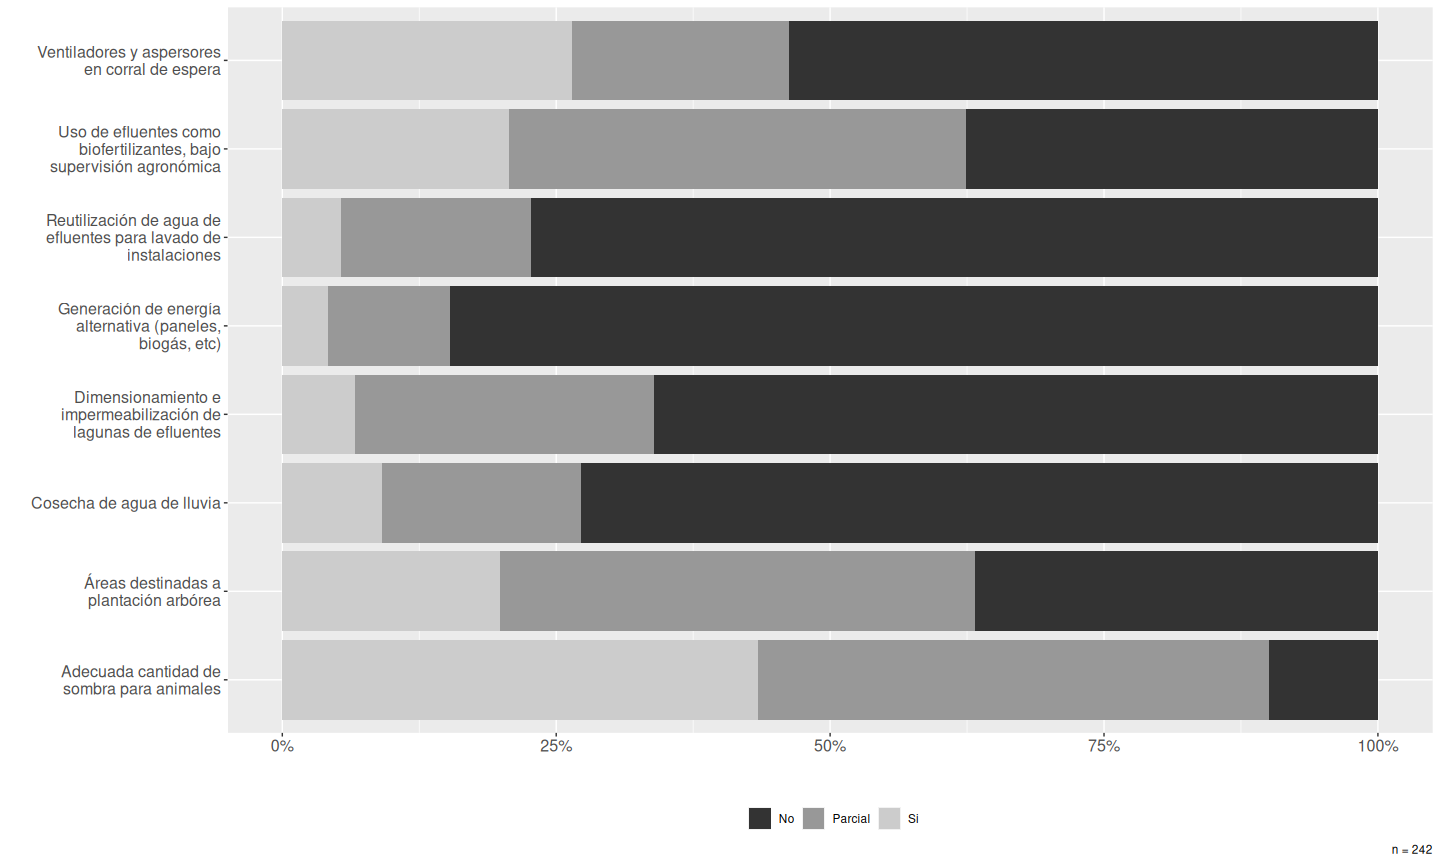 Ventiladores y aspersores
en corral de espera
Uso de efluentes como
biofertilizantes, bajo
supervisión agronómica
Reutilización de agua de
efluentes para lavado de
instalaciones
Generación de energía
alternativa (paneles,
biogás, etc)
Dimensionamiento e
impermeabilización de
lagunas de efluentes
Cosecha de agua de lluvia
Áreas destinadas a
plantación arbórea
Adecuada cantidad de
sombra para animales
0% 25% 50% 75% 100%
No Parcial Si
n = 242